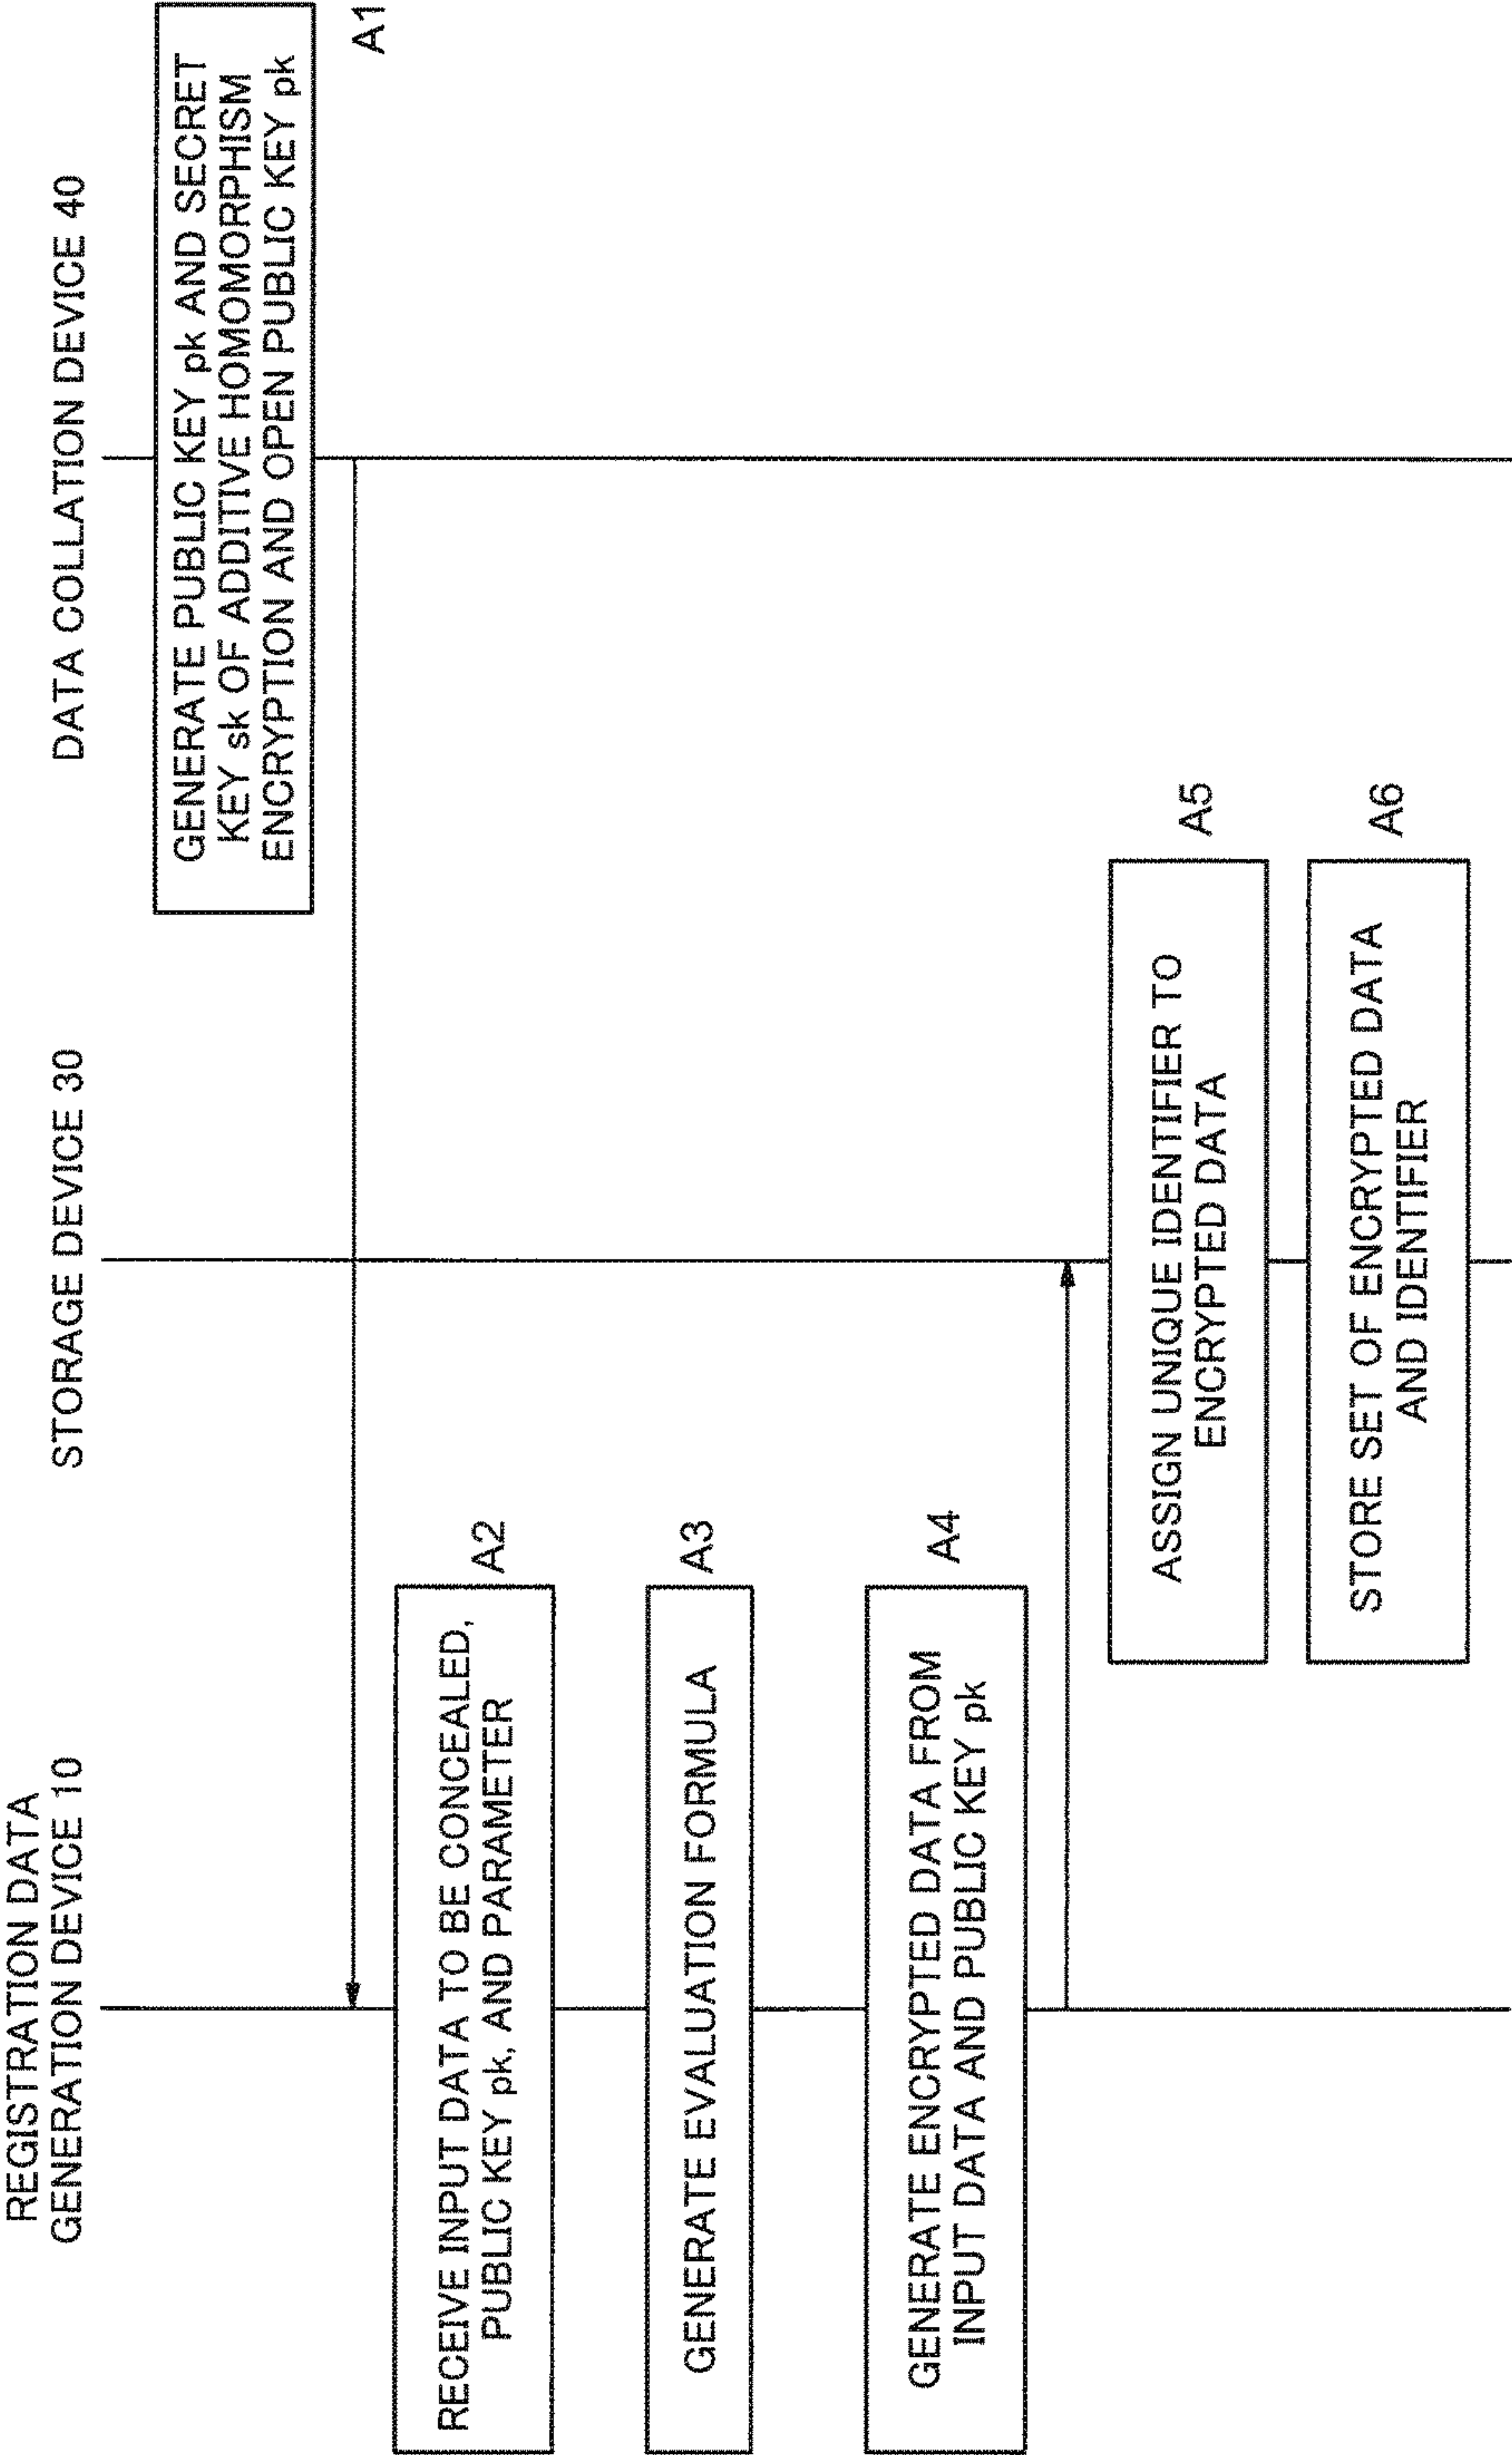 REGISTRATION DATA
GENERATION DEVICE 10
STORAGE DEVICE 30
DATA COLLATION DEVICE 40
GENERATE PUBLIC KEY pk AND SECRET
KEY sk OF ADDITIVE HOMOMORPHISM
ENCRYPTION AND OPEN PUBLIC KEY pk
A1
RECEIVE INPUT DATA TO BE CONCEALED,
PUBLIC KEY pk, AND PARAMETER
A2
GENERATE EVALUATION FORMULA
A3
GENERATE ENCRYPTED DATA FROM
INPUT DATA AND PUBLIC KEY pk
A4
ASSIGN UNIQUE IDENTIFIER TO
ENCRYPTED DATA
A5
STORE SET OF ENCRYPTED DATA
AND IDENTIFIER
A6